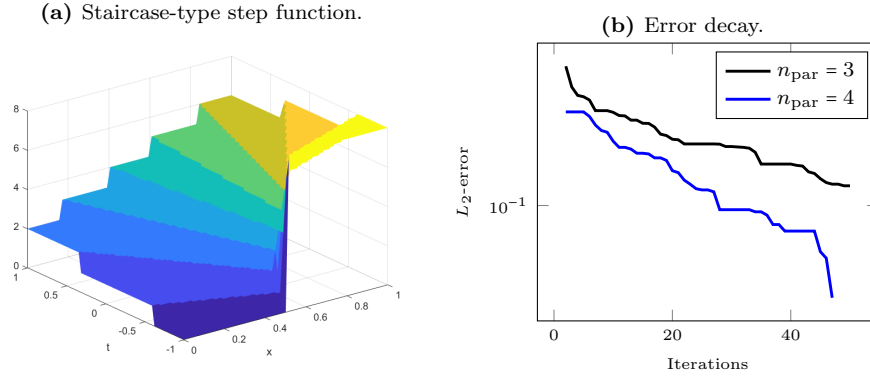 (a) Staircase-type step function.
8
6
4
2
0
1
0.5
0
-0.5
-1
t
0
0.2
0.4
0.6
0.8
1
x
(b) Error decay.
n_par = 3
n_par = 4
L_2-error
10^{-1}
0
20
40
Iterations